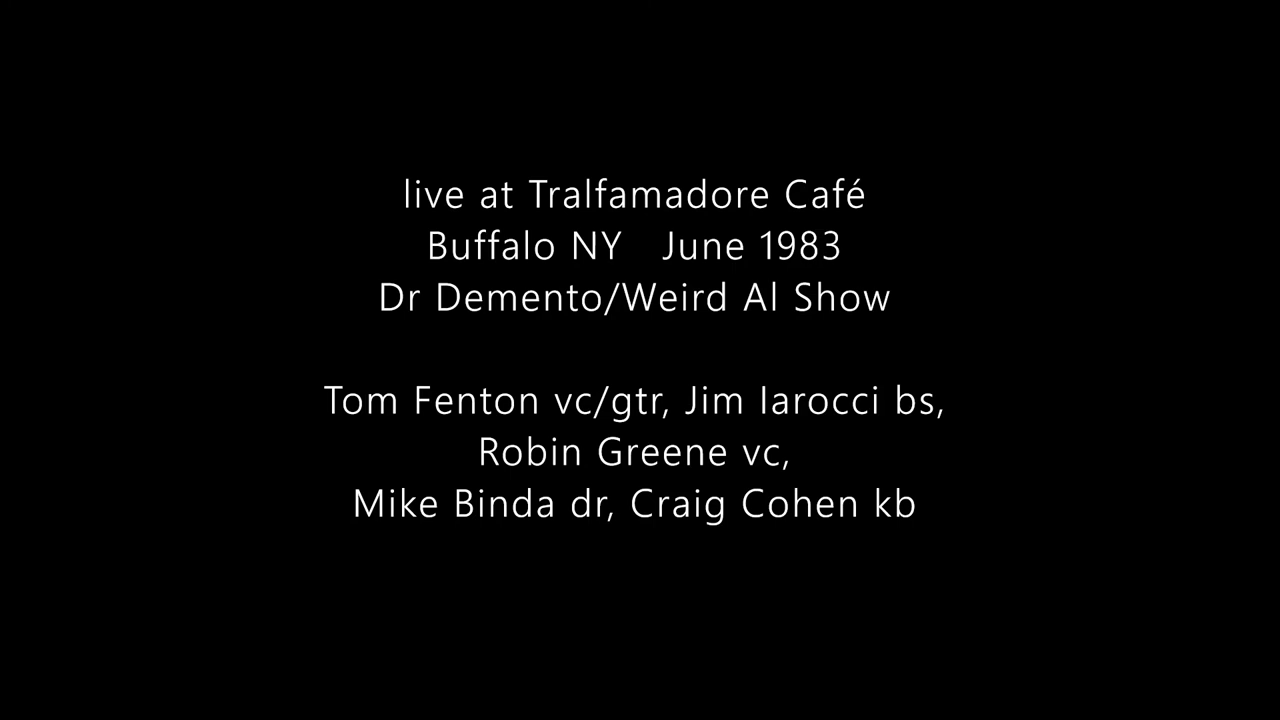 live at Tralfamadore Café
Buffalo NY   June 1983
Dr Demento/Weird Al Show
Tom Fenton vc/gtr, Jim Iarocci bs,
Robin Greene vc,
Mike Binda dr, Craig Cohen kb